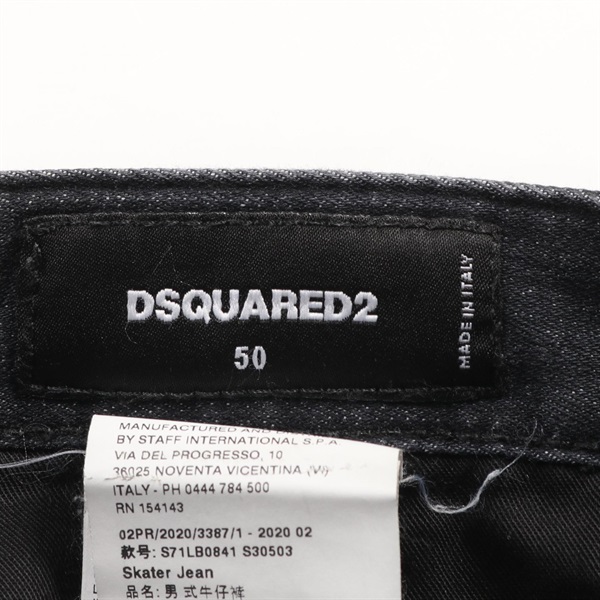 DSQUARED2
50
MADE IN ITALY
MANUFACTURED AND
BY STAFF INTERNATIONAL S.P.A
VIA DEL PROGRESSO, 10
36025 NOVENTA VICENTINA (VI)
ITALY - PH 0444 784 500
RN 154143
02PR/2020/3387/1 - 2020 02
款号: S71LB0841 S30503
Skater Jean
品名: 男式牛仔裤